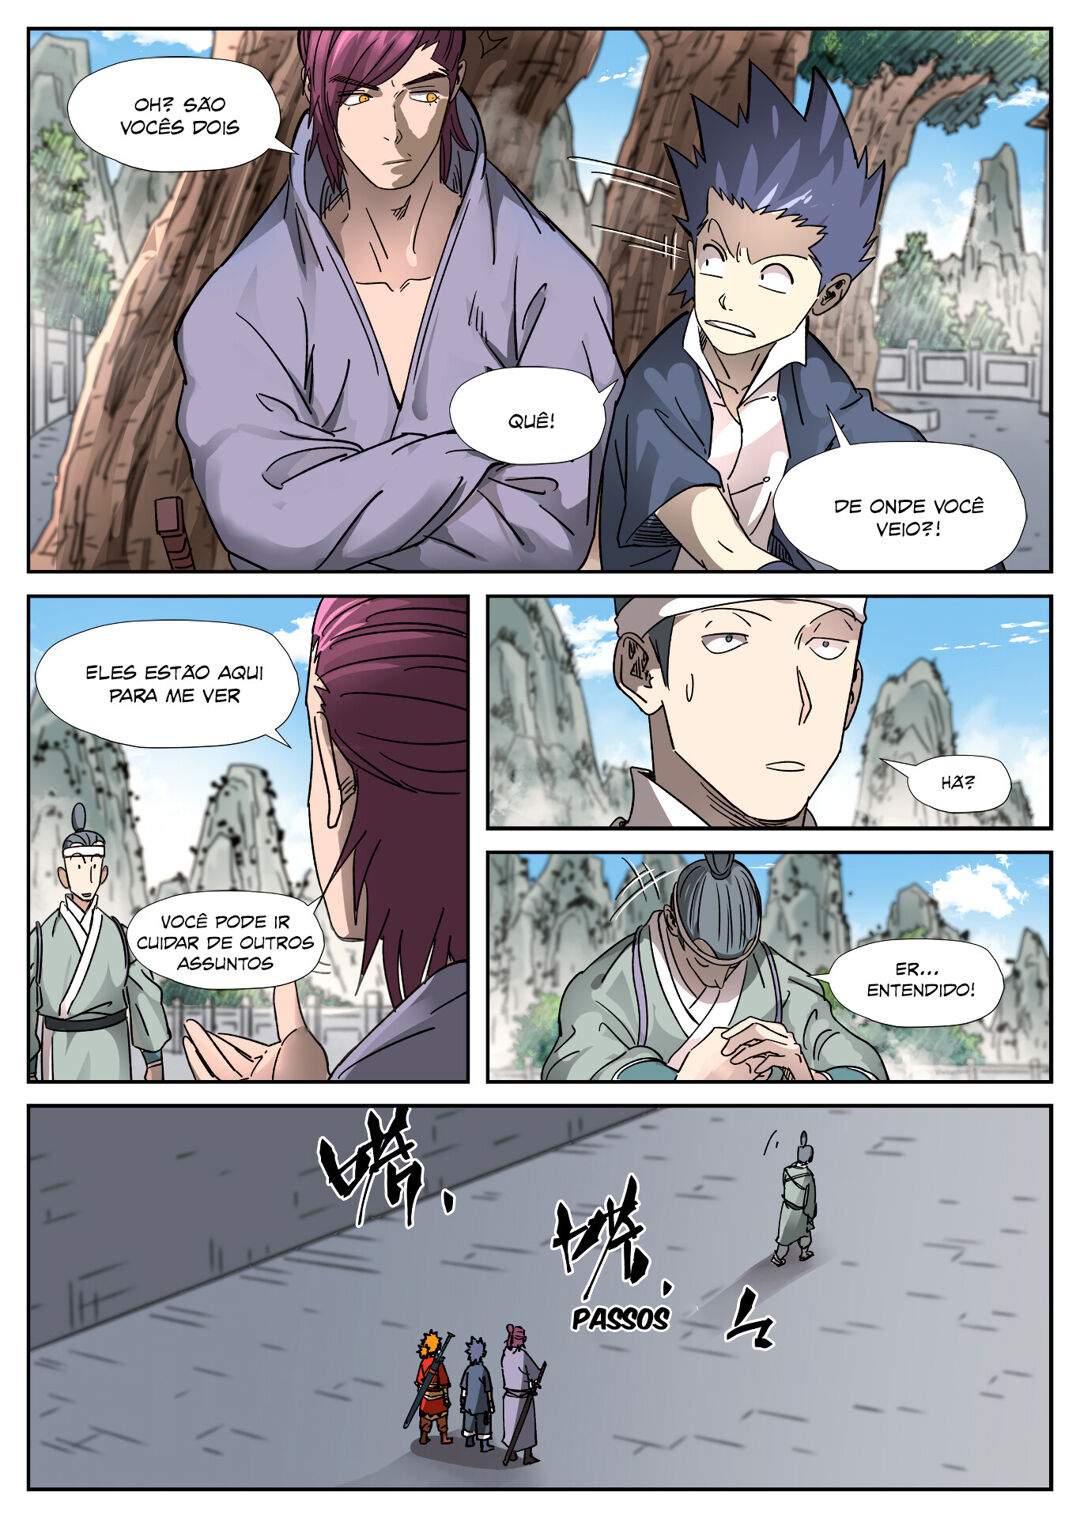 OH? SÃO
VOCÊS DOIS
QUÊ!
DE ONDE VOCÊ
VEIO?!
ELES ESTÃO AQUI
PARA ME VER
HÃ?
VOCÊ PODE IR
CUIDAR DE OUTROS
ASSUNTOS
ER...
ENTENDIDO!
PASSOS